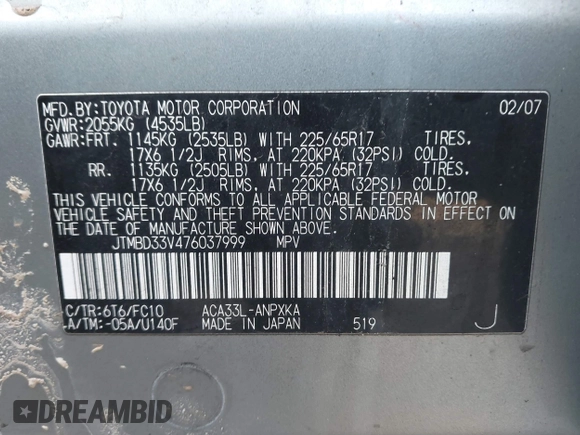 MFD.BY:TOYOTA MOTOR CORPORATION 02/07
GVWR:2055KG (4535LB)
GAWR:FRT. 1145KG (2535LB) WITH 225/65R17 TIRES,
17X6 1/2J RIMS, AT 220KPA (32PSI) COLD.
RR. 1135KG (2505LB) WITH 225/65R17 TIRES,
17X6 1/2J RIMS, AT 220KPA (32PSI) COLD.
THIS VEHICLE CONFORMS TO ALL APPLICABLE FEDERAL MOTOR
VEHICLE SAFETY AND THEFT PREVENTION STANDARDS IN EFFECT ON
THE DATE OF MANUFACTURE SHOWN ABOVE.
JTMBD33V476037999 MPV
C/TR:6T6/FC10 ACA33L-ANPXKA
A/TM:-05A/U140F MADE IN JAPAN 519 J
DREAMBID